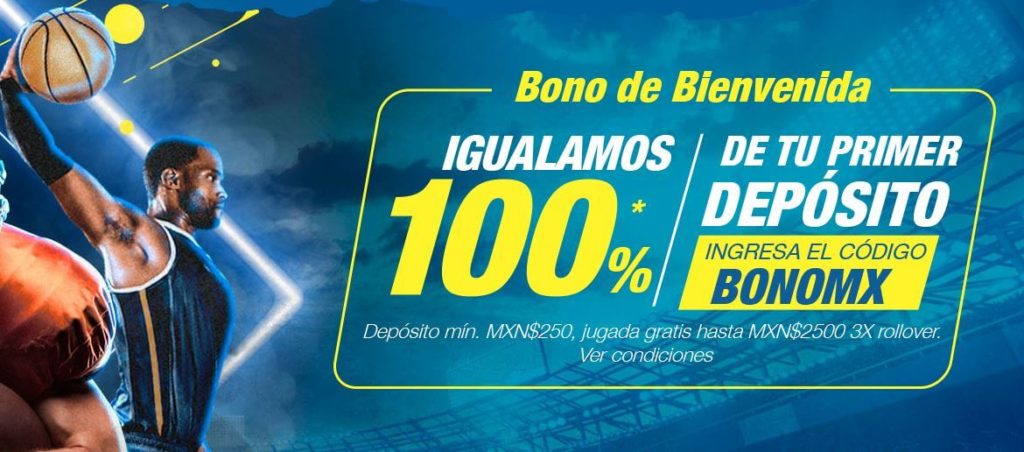 Bono de Bienvenida
IGUALAMOS
100*%
DE TU PRIMER
DEPÓSITO
INGRESA EL CÓDIGO
BONOMX
Depósito mín. MXN$250, jugada gratis hasta MXN$2500 3X rollover.
Ver condiciones